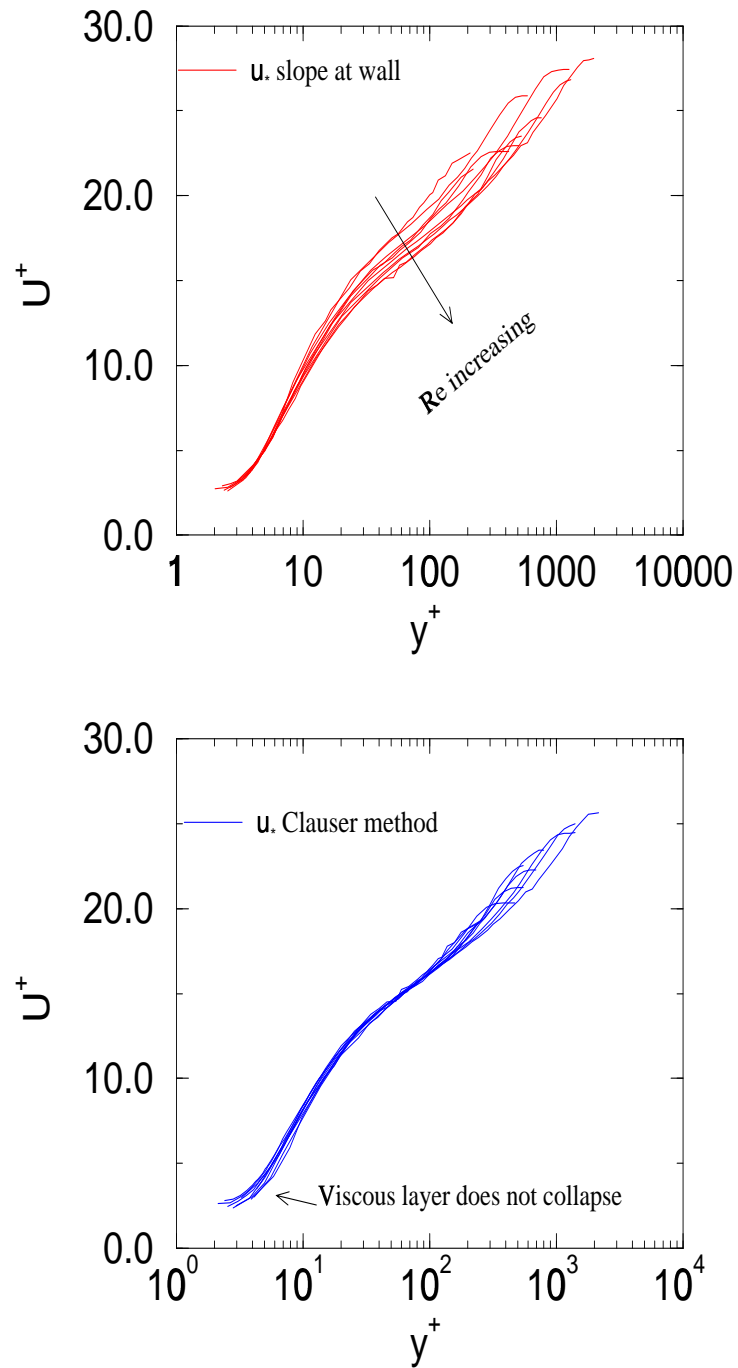 30.0
u* slope at wall
20.0
U+
10.0
Re increasing
0.0
1 10 100 1000 10000
y+
30.0
u* Clauser method
20.0
U+
10.0
Viscous layer does not collapse
0.0
10^0 10^1 10^2 10^3 10^4
y+